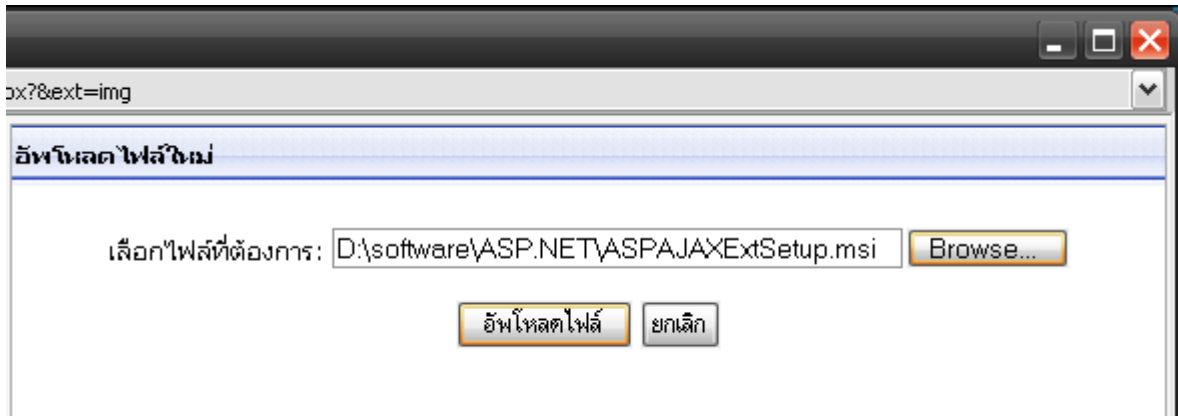 ox?&ext=img
อัพโหลดไฟล์ใหม่
เลือกไฟล์ที่ต้องการ: D:\software\ASP.NET\ASPAJAXExtSetup.msi Browse...
อัพโหลดไฟล์ ยกเลิก